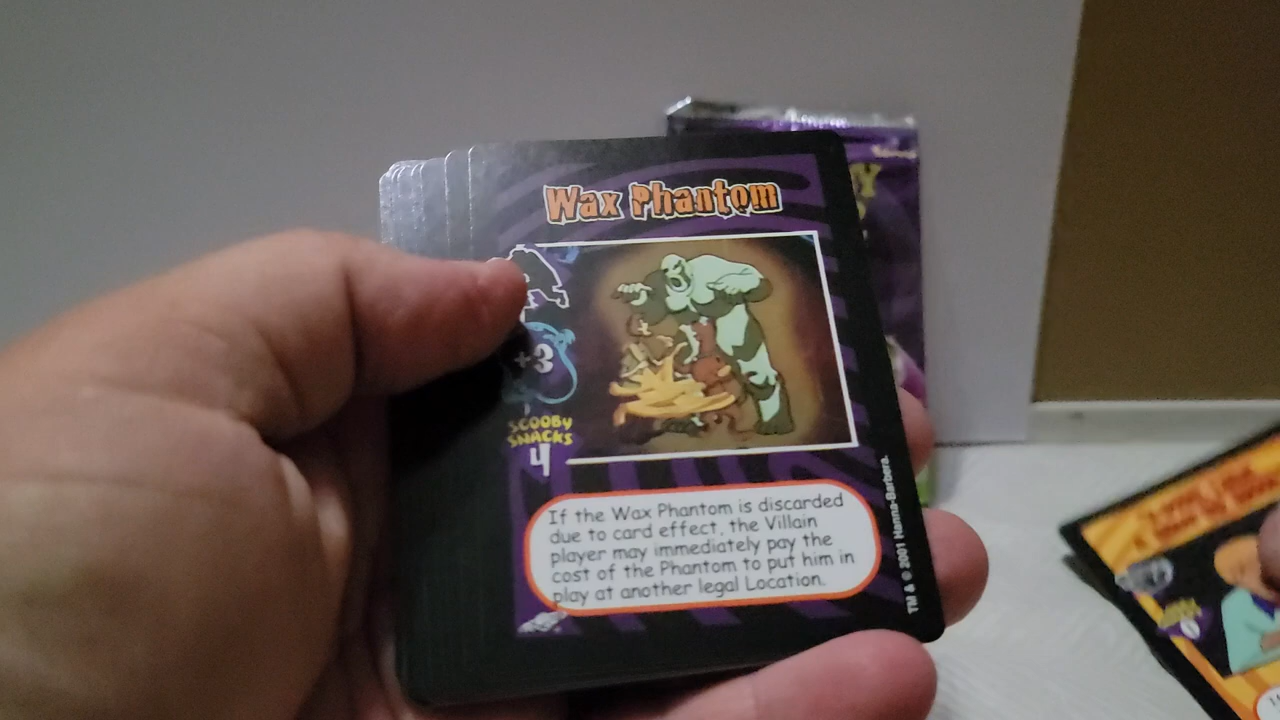 Wax Phantom
+3
SCOOBY
SNACKS
4
If the Wax Phantom is discarded
due to card effect, the Villain
player may immediately pay the
cost of the Phantom to put him in
play at another legal Location.
TM & © 2001 Hanna-Barbera.